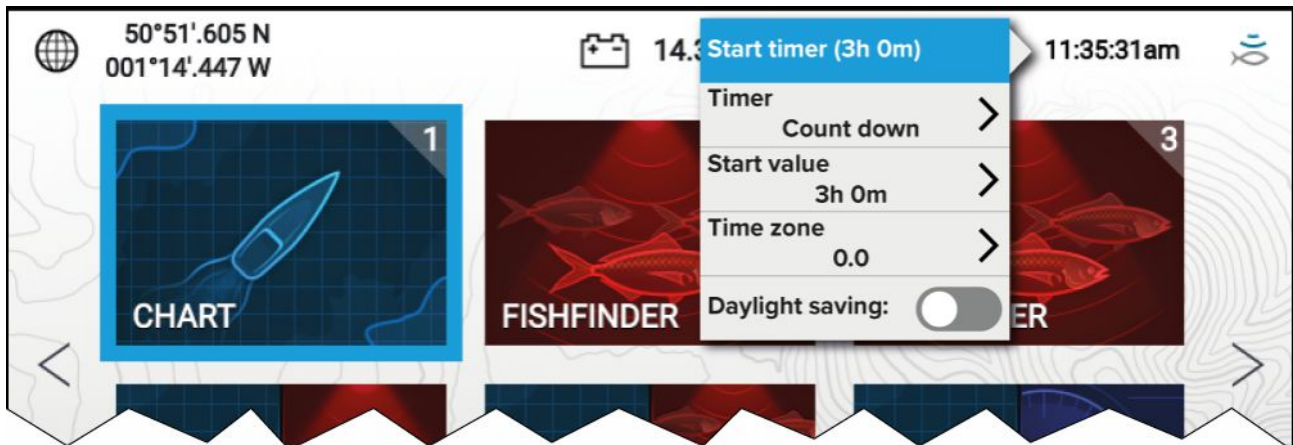 50°51'.605 N
001°14'.447 W
14.3
Start timer (3h 0m)
11:35:31am
Timer
Count down
Start value
3h 0m
Time zone
0.0
Daylight saving:
1
CHART
FISHFINDER
3
ER